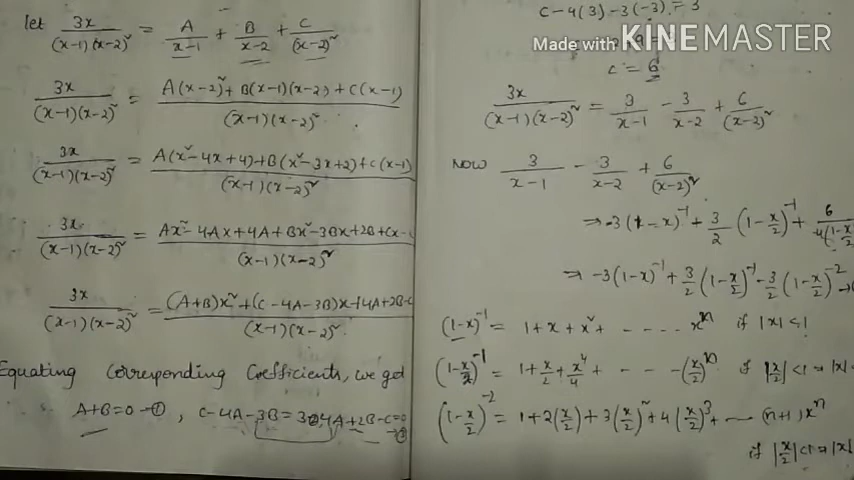 let 3x/(x-1)(x-2)² = A/x-1 + B/x-2 + C/(x-2)²
3x/(x-1)(x-2)² = A(x-2)²+B(x-1)(x-2)+C(x-1)/(x-1)(x-2)²
3x/(x-1)(x-2)² = A(x²-4x+4)+B(x²-3x+2)+C(x-1)/(x-1)(x-2)²
3x/(x-1)(x-2)² = Ax²-4Ax+4A+Bx²-3Bx+2B+Cx-/(x-1)(x-2)²
3x/(x-1)(x-2)² = (A+B)x²+(C-4A-3B)x+4A+2B-C/(x-1)(x-2)²
Equating Corresponding Coefficients, we get
A+B=0-①, C-4A-3B=3 4A+2B-C=0
C-4(3)-3(-3)=3
Made with KINEMASTER
C=6
3x/(x-1)(x-2)² = 3/x-1 - 3/x-2 + 6/(x-2)²
Now 3/x-1 - 3/x-2 + 6/(x-2)²
⇒ -3(1-x)⁻¹ + 3/2 (1-x/2)⁻¹ + 6/4(1-x/2)
⇒ -3(1-x)⁻¹ + 3/2 (1-x/2)⁻¹ - 3/2 (1-x/2)⁻²
(1-x)⁻¹ = 1+x+x²+ ----- xⁿ if |x|<1
(1-x/2)⁻¹ = 1+x/2+x⁴/4+ - - - -(x/2)ⁿ if |x/2|<1⇒|x|
(1-x/2)⁻² = 1+2(x/2)+3(x/2)²+4(x/2)³+ --- (n+1)xⁿ
if |x/2|<1⇒|x|